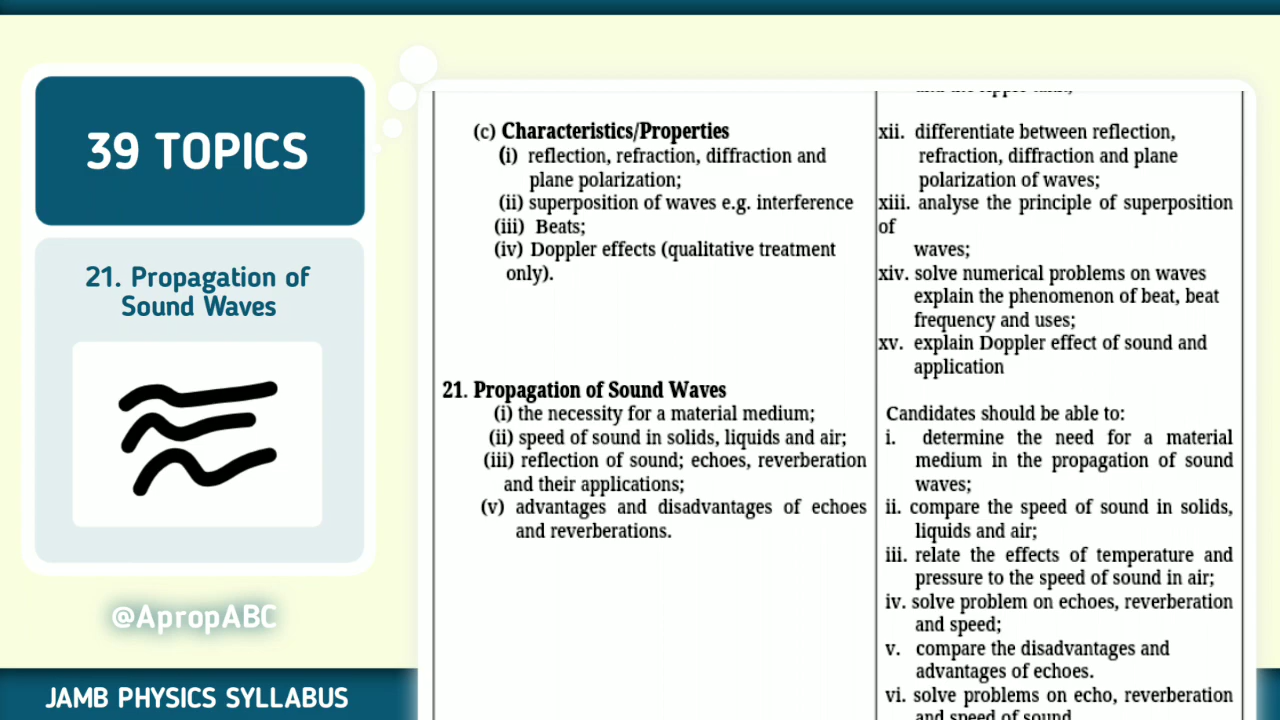 39 TOPICS
21. Propagation of
Sound Waves
@ApropABC
JAMB PHYSICS SYLLABUS
(c) Characteristics/Properties
(i) reflection, refraction, diffraction and
plane polarization;
(ii) superposition of waves e.g. interference
(iii) Beats;
(iv) Doppler effects (qualitative treatment
only).
21. Propagation of Sound Waves
(i) the necessity for a material medium;
(ii) speed of sound in solids, liquids and air;
(iii) reflection of sound; echoes, reverberation
and their applications;
(v) advantages and disadvantages of echoes
and reverberations.
xii. differentiate between reflection,
refraction, diffraction and plane
polarization of waves;
xiii. analyse the principle of superposition
of
waves;
xiv. solve numerical problems on waves
explain the phenomenon of beat, beat
frequency and uses;
xv. explain Doppler effect of sound and
application
Candidates should be able to:
i. determine the need for a material
medium in the propagation of sound
waves;
ii. compare the speed of sound in solids,
liquids and air;
iii. relate the effects of temperature and
pressure to the speed of sound in air;
iv. solve problem on echoes, reverberation
and speed;
v. compare the disadvantages and
advantages of echoes.
vi. solve problems on echo, reverberation
and speed of sound